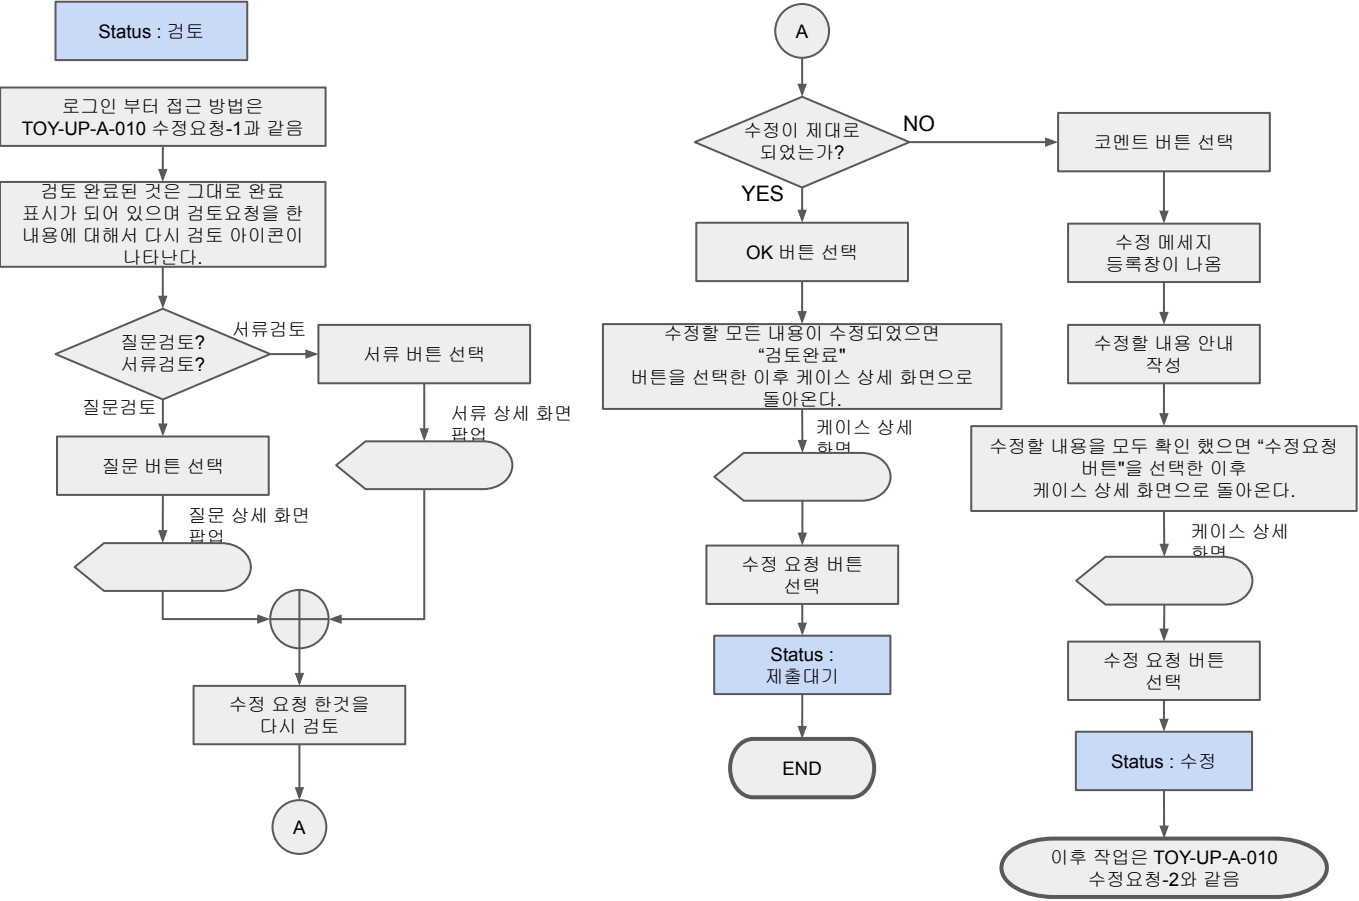 Status : 검토
로그인 부터 접근 방법은
TOY-UP-A-010 수정요청-1과 같음
검토 완료된 것은 그대로 완료
표시가 되어 있으며 검토요청을 한
내용에 대해서 다시 검토 아이콘이
나타난다.
질문검토?
서류검토?
서류검토
서류 버튼 선택
질문검토
질문 버튼 선택
서류 상세 화면
팝업
질문 상세 화면
팝업
수정 요청 한것을
다시 검토
A
A
수정이 제대로
되었는가?
NO
YES
OK 버튼 선택
수정할 모든 내용이 수정되었으면
“검토완료"
버튼을 선택한 이후 케이스 상세 화면으로
돌아온다.
케이스 상세
화면
수정 요청 버튼
선택
Status :
제출대기
END
코멘트 버튼 선택
수정 메세지
등록창이 나옴
수정할 내용 안내
작성
수정할 내용을 모두 확인 했으면 “수정요청
버튼"을 선택한 이후
케이스 상세 화면으로 돌아온다.
케이스 상세
화면
수정 요청 버튼
선택
Status : 수정
이후 작업은 TOY-UP-A-010
수정요청-2와 같음